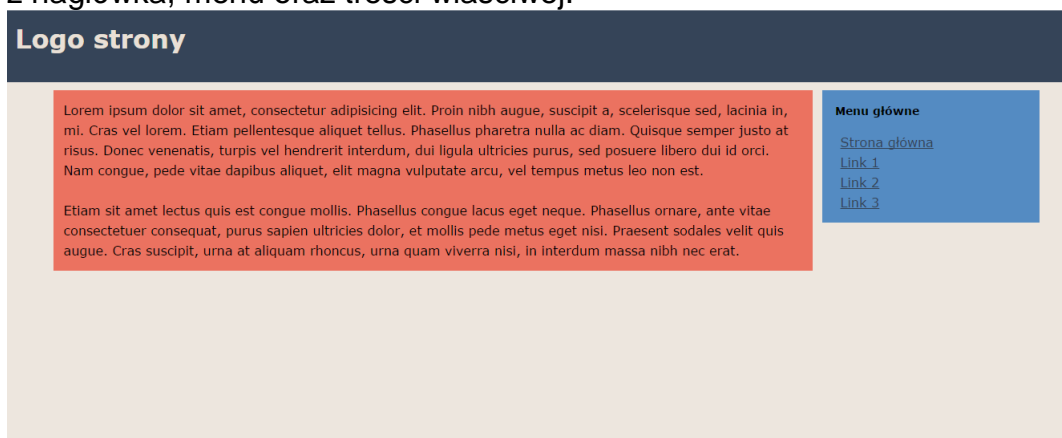 z nagłówka, menu oraz treści właściwej.
Logo strony
Lorem ipsum dolor sit amet, consectetur adipisicing elit. Proin nibh augue, suscipit a, scelerisque sed, lacinia in,
mi. Cras vel lorem. Etiam pellentesque aliquet tellus. Phasellus pharetra nulla ac diam. Quisque semper justo at
risus. Donec venenatis, turpis vel hendrerit interdum, dui ligula ultricies purus, sed posuere libero dui id orci.
Nam congue, pede vitae dapibus aliquet, elit magna vulputate arcu, vel tempus metus leo non est.
Etiam sit amet lectus quis est congue mollis. Phasellus congue lacus eget neque. Phasellus ornare, ante vitae
consectetuer consequat, purus sapien ultricies dolor, et mollis pede metus eget nisi. Praesent sodales velit quis
augue. Cras suscipit, urna at aliquam rhoncus, urna quam viverra nisi, in interdum massa nibh nec erat.
Menu główne
Strona główna
Link 1
Link 2
Link 3